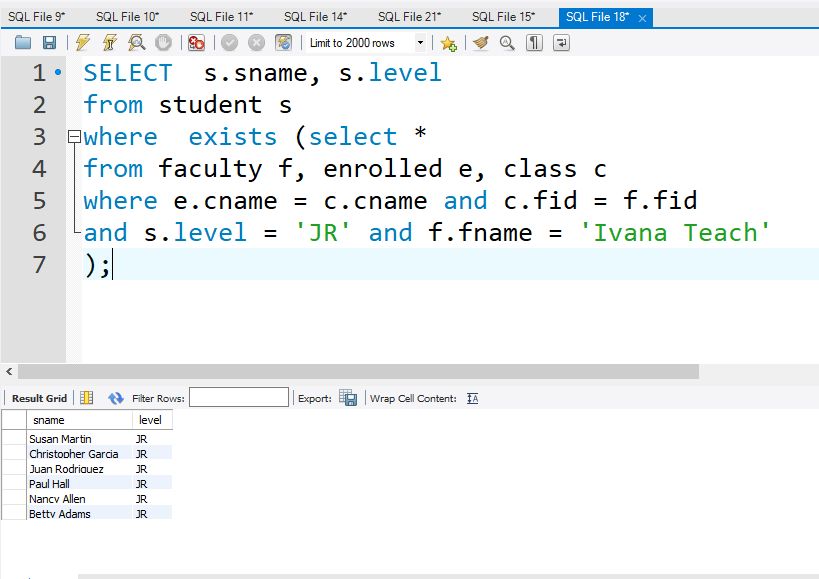 SQL File 9* SQL File 10* SQL File 11* SQL File 14* SQL File 21* SQL File 15* SQL File 18* ×
Limit to 2000 rows
1 SELECT s.sname, s.level
2 from student s
3 where exists (select *
4 from faculty f, enrolled e, class c
5 where e.cname = c.cname and c.fid = f.fid
6 and s.level = 'JR' and f.fname = 'Ivana Teach'
7 );
Result Grid Filter Rows: Export: Wrap Cell Content:
sname level
Susan Martin JR
Christopher Garcia JR
Juan Rodriguez JR
Paul Hall JR
Nancy Allen JR
Betty Adams JR